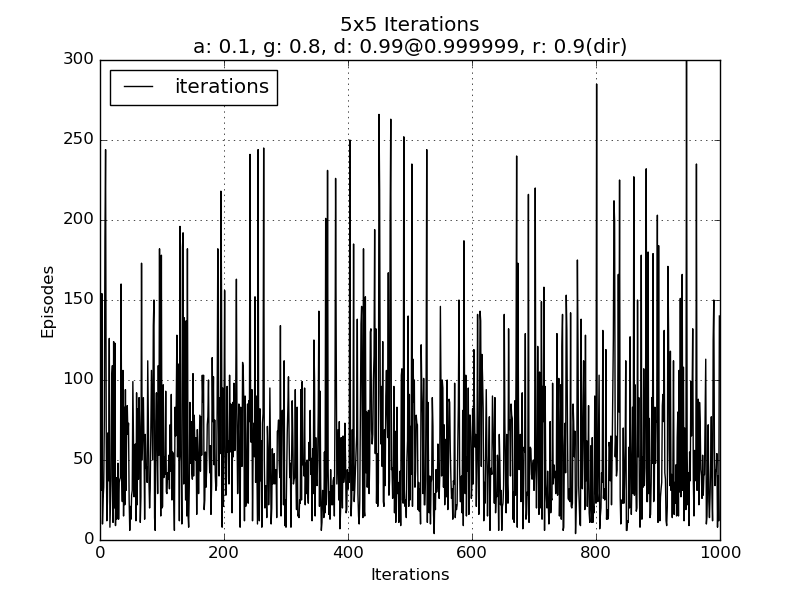 5x5 Iterations
a: 0.1, g: 0.8, d: 0.99@0.999999, r: 0.9(dir)
300
iterations
250
200
150
100
50
0
Episodes
0 200 400 600 800 1000
Iterations